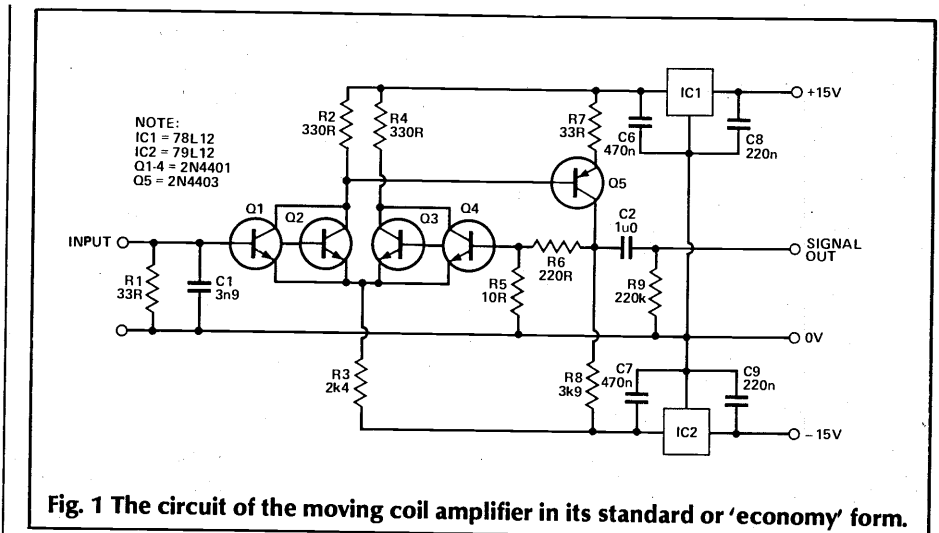 IC1
+15V
R2
330R
R4
330R
R7
33R
C6
470n
C8
220n
NOTE:
IC1 = 78L12
IC2 = 79L12
Q1-4 = 2N4401
Q5 = 2N4403
Q5
Q1
Q2
Q3
Q4
C2
1u0
INPUT
SIGNAL
OUT
R6
220R
R1
33R
C1
3n9
R5
10R
R9
220k
0V
R3
2k4
R8
3k9
C7
470n
C9
220n
IC2
-15V
Fig. 1 The circuit of the moving coil amplifier in its standard or 'economy' form.